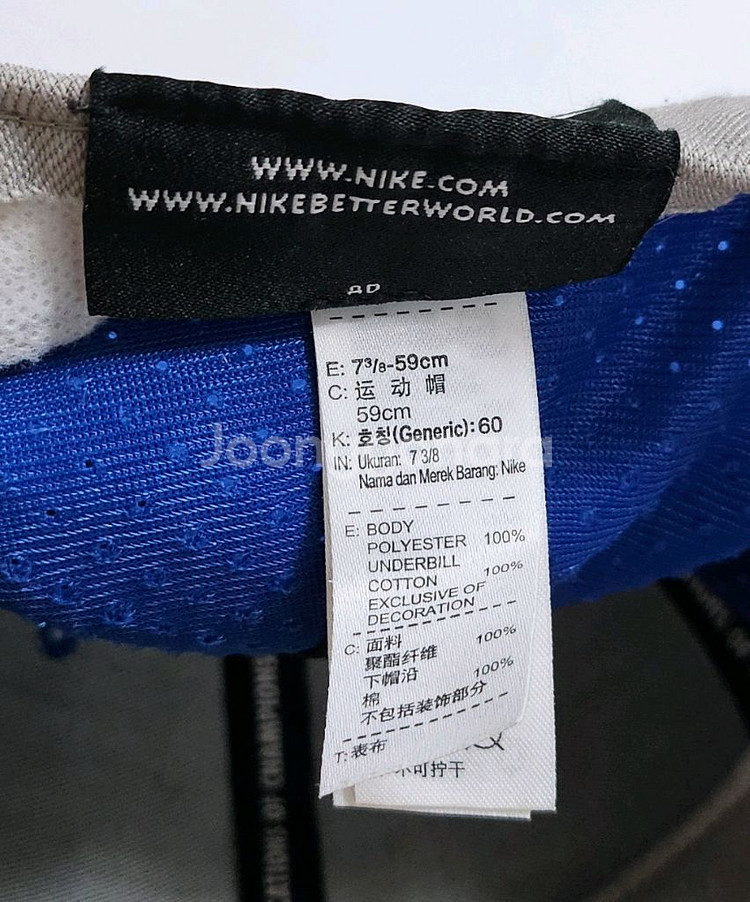 WWW.NIKE.COM
WWW.NIKEBETTERWORLD.COM
E: 7³/₈-59cm
C: 运动帽
59cm
K: 호칭(Generic): 60
IN: Ukuran: 7 3/8
Nama dan Merek Barang: Nike
E: BODY
POLYESTER 100%
UNDERBILL
COTTON 100%
EXCLUSIVE OF
DECORATION
C: 面料
聚酯纤维 100%
下帽沿
棉 100%
不包括装饰部分
T: 表布
不可拧干
OF CHAMPIONS